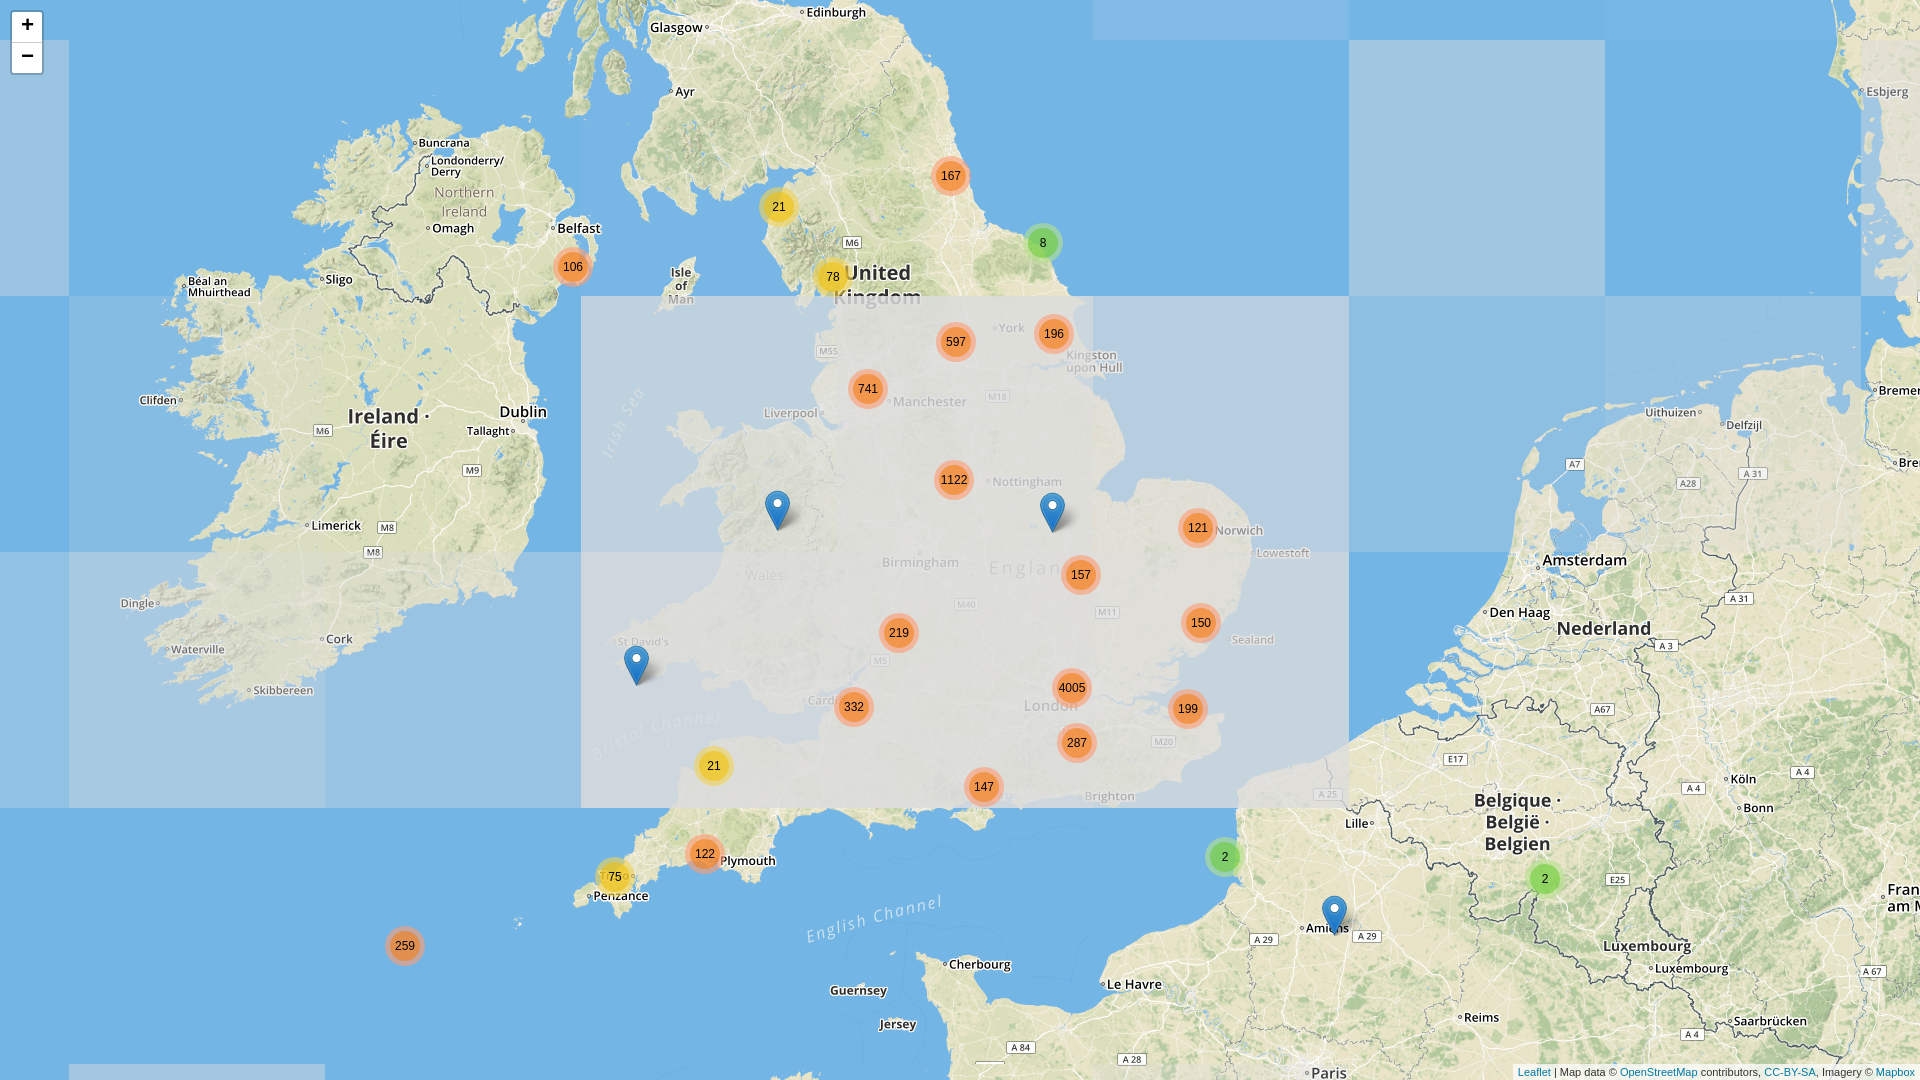 +
−
Edinburgh
Glasgow
Ayr
Esbjerg
Buncrana
Londonderry/
Derry
Northern
Ireland
Omagh
Belfast
106
167
21
8
M6
78
United
Kingdom
Isle
of
Man
Sligo
Béal an
Mhuirthead
York
597
196
Kingston
upon Hull
M55
741
Manchester
M18
Liverpool
Irish Sea
Clifden
Dublin
Tallaght
Ireland ·
Éire
M6
M9
Limerick
M8
M8
Dingle
Waterville
Cork
Skibbereen
1122
Nottingham
121
Norwich
Lowestoft
Birmingham
Englan
157
Wales
M40
M11
150
Sealand
219
St David's
M5
4005
London
199
332
Cardi
Bristol Channel
287
M20
21
147
Brighton
Uithuizen
Delfzijl
Bremer
Bre
A7
A 31
A28
Amsterdam
A 31
Den Haag
Nederland
A 3
A67
E17
A 25
Köln
A 4
A 4
Bonn
Belgique ·
België ·
Belgien
Lille
122
Plymouth
75
Penzance
2
2
E25
Fran
am M
English Channel
259
Amiens
A 29
A 29
Luxembourg
Luxembourg
A 67
Cherbourg
Guernsey
Le Havre
Jersey
Reims
Saarbrücken
A 4
A 84
A 28
Paris
Leaflet | Map data © OpenStreetMap contributors, CC-BY-SA, Imagery © Mapbox